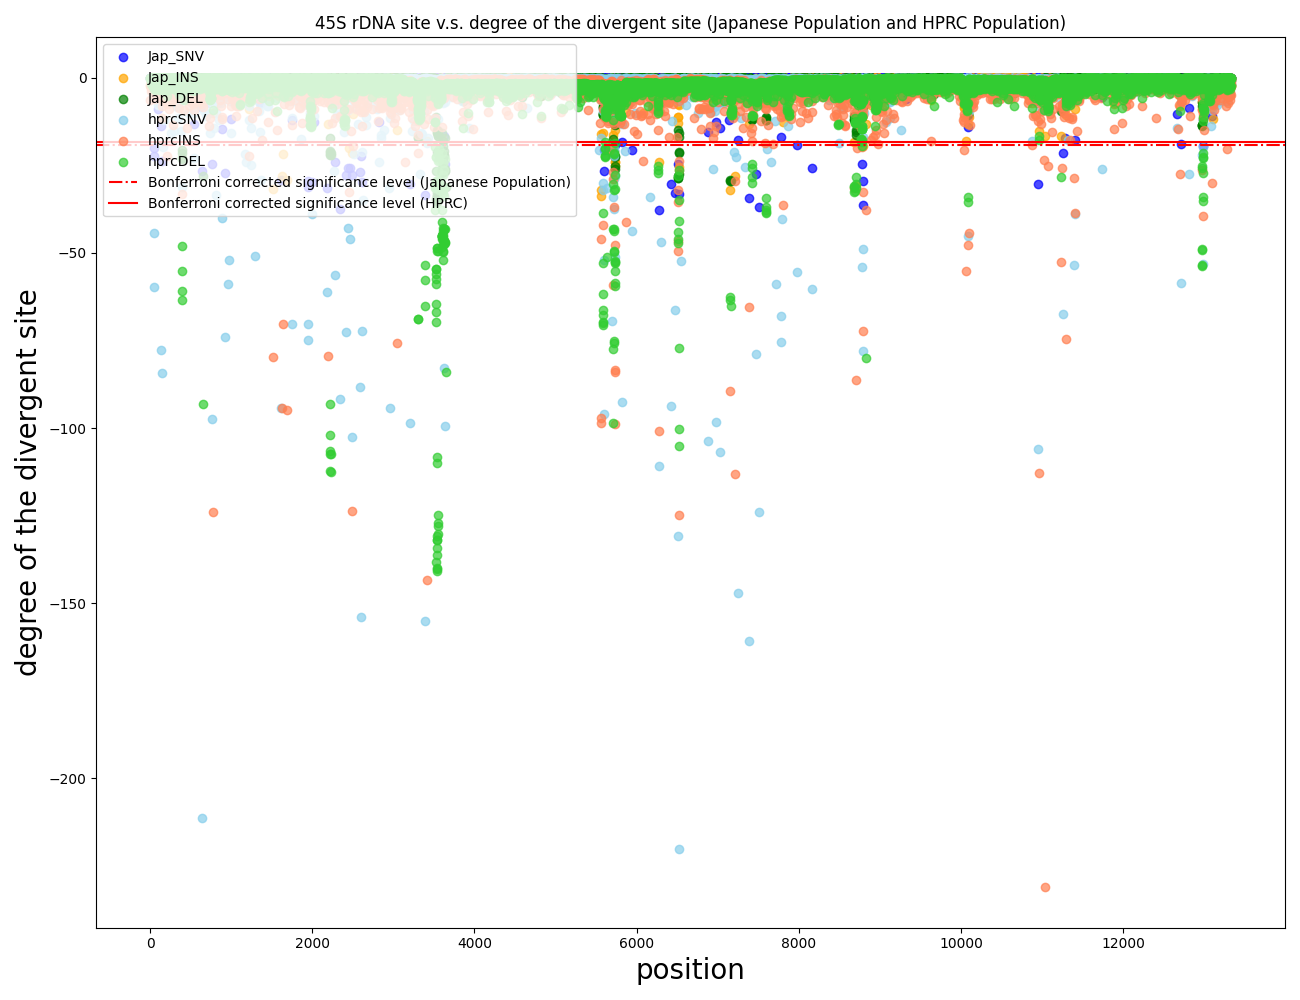 45S rDNA site v.s. degree of the divergent site (Japanese Population and HPRC Population)
Jap_SNV
Jap_INS
Jap_DEL
hprcSNV
hprcINS
hprcDEL
Bonferroni corrected significance level (Japanese Population)
Bonferroni corrected significance level (HPRC)
degree of the divergent site
0
−50
−100
−150
−200
0 2000 4000 6000 8000 10000 12000
position